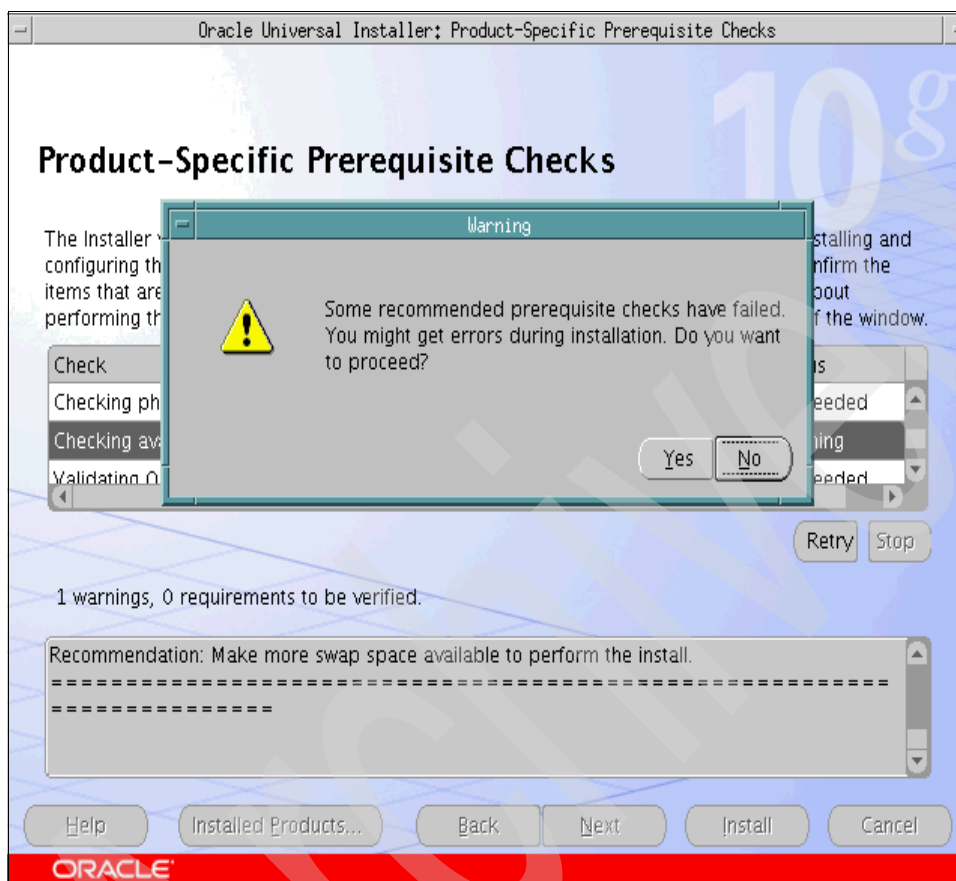 Oracle Universal Installer: Product-Specific Prerequisite Checks
10g
Product-Specific Prerequisite Checks
Warning
The Installer
stalling and
configuring th
nfirm the
items that are
bout
performing th
f the window.
Some recommended prerequisite checks have failed.
You might get errors during installation. Do you want
to proceed?
Yes
No
Check
us
Checking ph
eeded
Checking ava
ning
Validating O
eeded
Retry
Stop
1 warnings, 0 requirements to be verified.
Recommendation: Make more swap space available to perform the install.
========================================================
===============
Help
Installed Products...
Back
Next
Install
Cancel
ORACLE